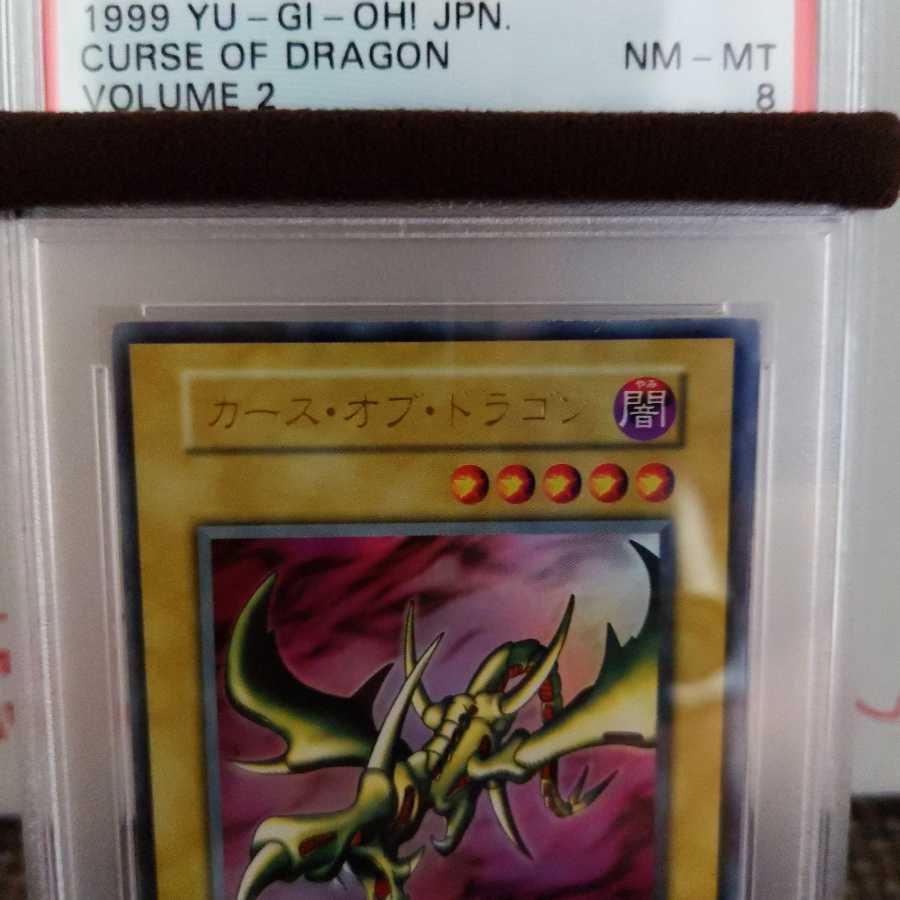 1999 YU-GI-OH! JPN.
CURSE OF DRAGON NM-MT
VOLUME 2 8
カース・オブ・ドラゴン
やみ
闇